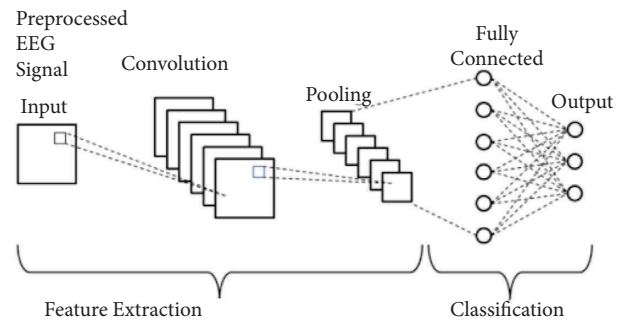 Preprocessed
EEG
Signal
Input
Convolution
Pooling
Fully
Connected
Output
Feature Extraction
Classification